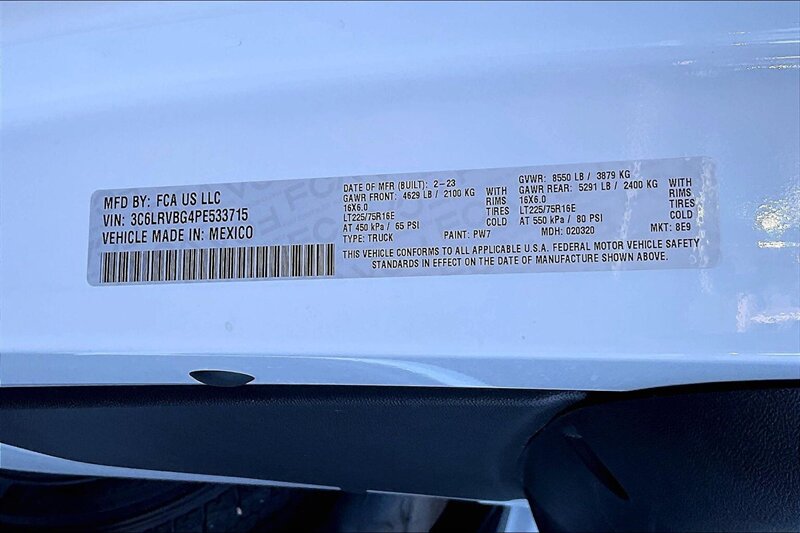 MFD BY: FCA US LLC
VIN: 3C6LRVBG4PE533715
VEHICLE MADE IN: MEXICO
DATE OF MFR (BUILT): 2-23
GAWR FRONT: 4629 LB / 2100 KG
16X6.0
LT225/75R16E
AT 450 kPa / 65 PSI
TYPE: TRUCK
PAINT: PW7
WITH
RIMS
TIRES
COLD
GVWR: 8550 LB / 3879 KG
GAWR REAR: 5291 LB / 2400 KG
16X6.0
LT225/75R16E
AT 550 kPa / 80 PSI
MDH: 020320
WITH
RIMS
TIRES
COLD
MKT: 8E9
THIS VEHICLE CONFORMS TO ALL APPLICABLE U.S.A. FEDERAL MOTOR VEHICLE SAFETY
STANDARDS IN EFFECT ON THE DATE OF MANUFACTURE SHOWN ABOVE.